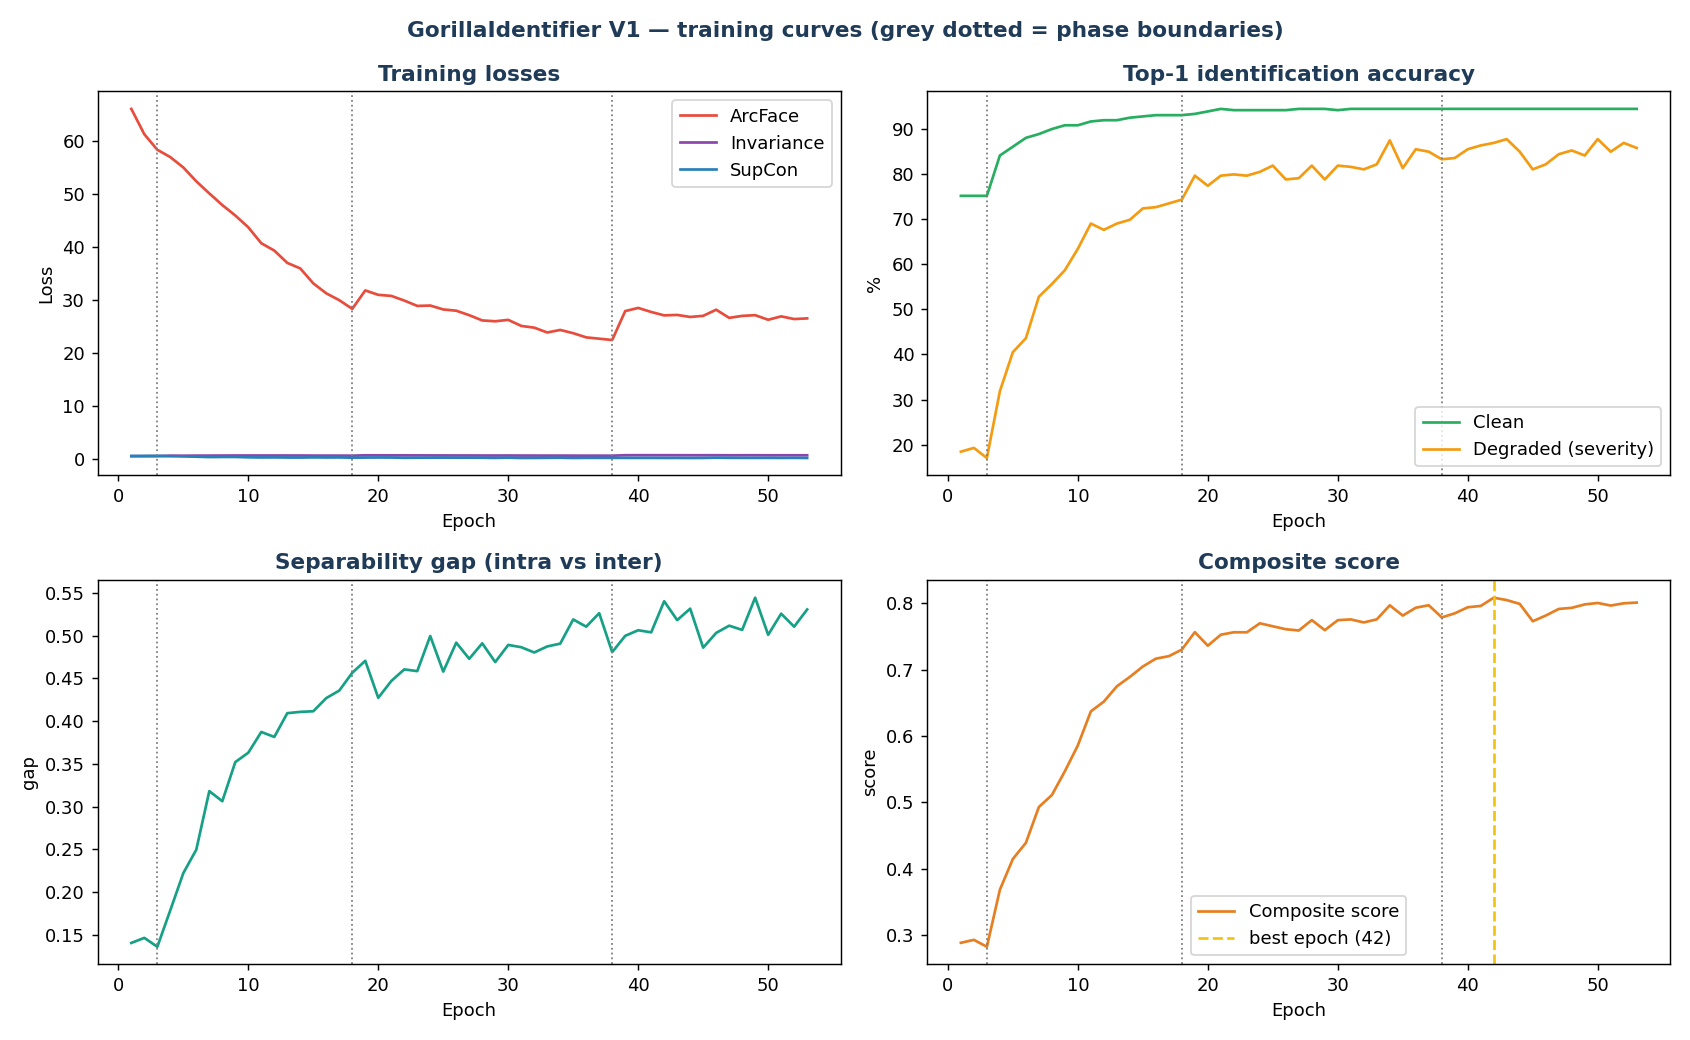 GorillaIdentifier V1 — training curves (grey dotted = phase boundaries)
Training losses
Loss
60
50
40
30
20
10
0
ArcFace
Invariance
SupCon
0 10 20 30 40 50
Epoch
Top-1 identification accuracy
%
90
80
70
60
50
40
30
20
Clean
Degraded (severity)
0 10 20 30 40 50
Epoch
Separability gap (intra vs inter)
gap
0.55
0.50
0.45
0.40
0.35
0.30
0.25
0.20
0.15
0 10 20 30 40 50
Epoch
Composite score
score
0.8
0.7
0.6
0.5
0.4
0.3
Composite score
best epoch (42)
0 10 20 30 40 50
Epoch